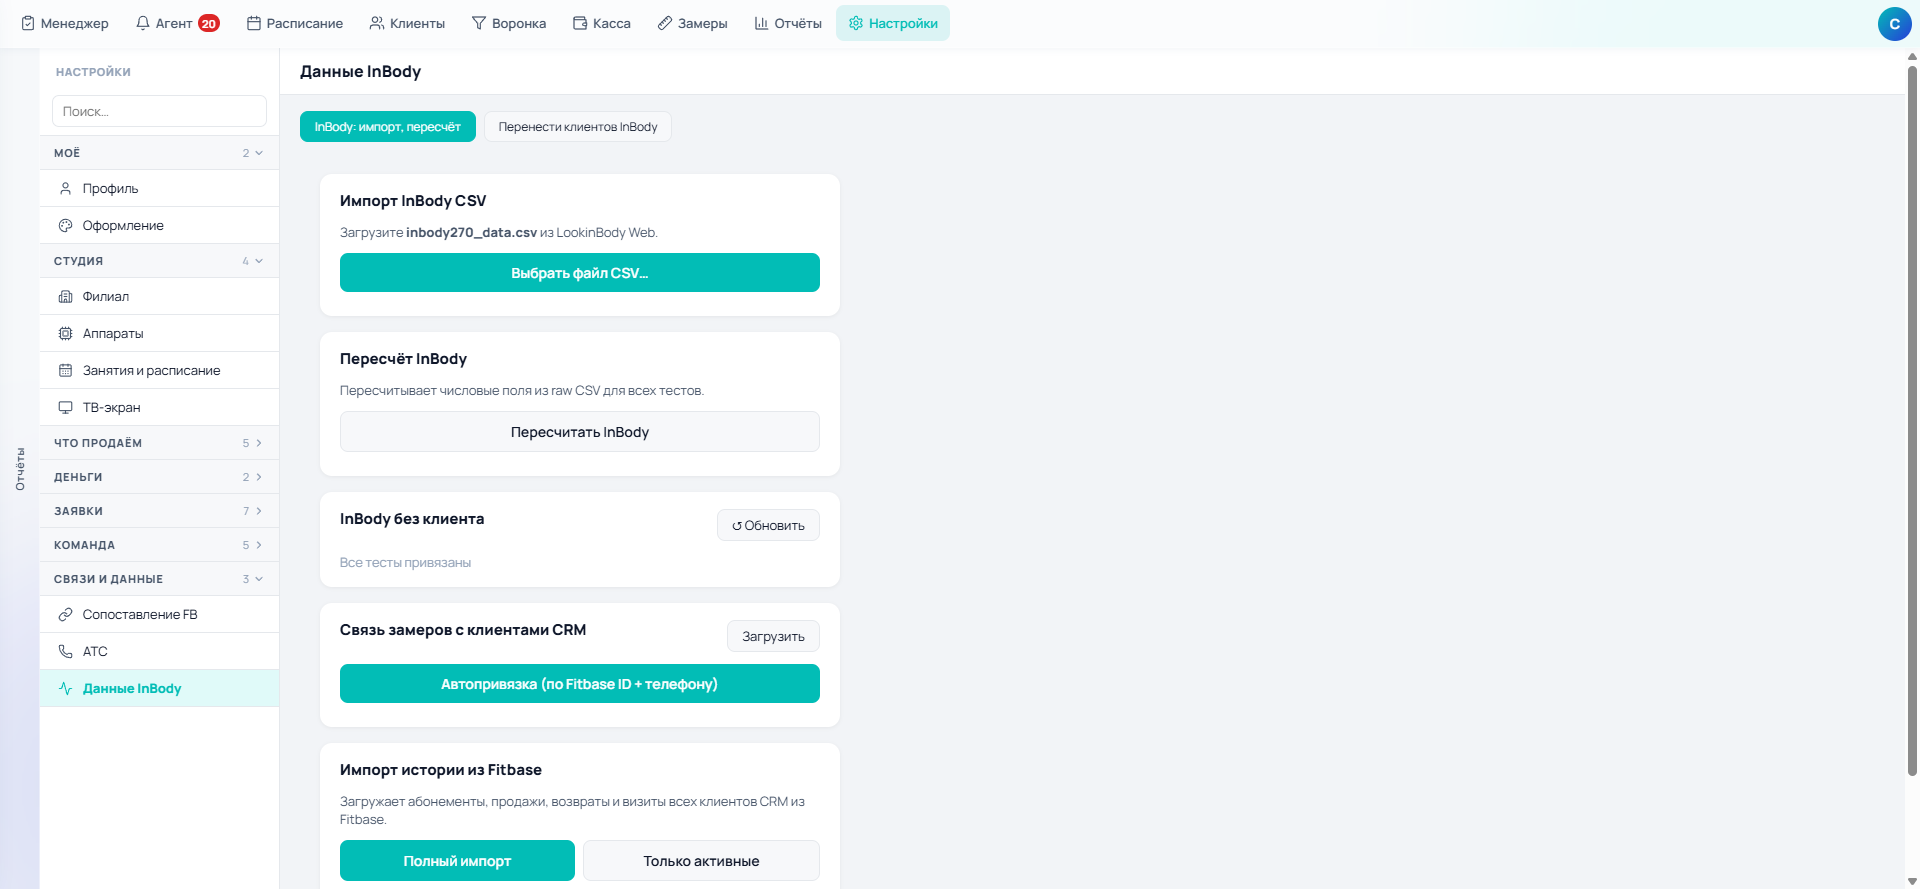 Менеджер
Агент 20
Расписание
Клиенты
Воронка
Касса
Замеры
Отчёты
Настройки
С
Отчёты
НАСТРОЙКИ
Поиск...
МОЁ 2
Профиль
Оформление
СТУДИЯ 4
Филиал
Аппараты
Занятия и расписание
ТВ-экран
ЧТО ПРОДАЁМ 5
ДЕНЬГИ 2
ЗАЯВКИ 7
КОМАНДА 5
СВЯЗИ И ДАННЫЕ 3
Сопоставление FB
АТС
Данные InBody
Данные InBody
InBody: импорт, пересчёт
Перенести клиентов InBody
Импорт InBody CSV
Загрузите inbody270_data.csv из LookinBody Web.
Выбрать файл CSV...
Пересчёт InBody
Пересчитывает числовые поля из raw CSV для всех тестов.
Пересчитать InBody
InBody без клиента
↺ Обновить
Все тесты привязаны
Связь замеров с клиентами CRM
Загрузить
Автопривязка (по Fitbase ID + телефону)
Импорт истории из Fitbase
Загружает абонементы, продажи, возвраты и визиты всех клиентов CRM из
Fitbase.
Полный импорт
Только активные